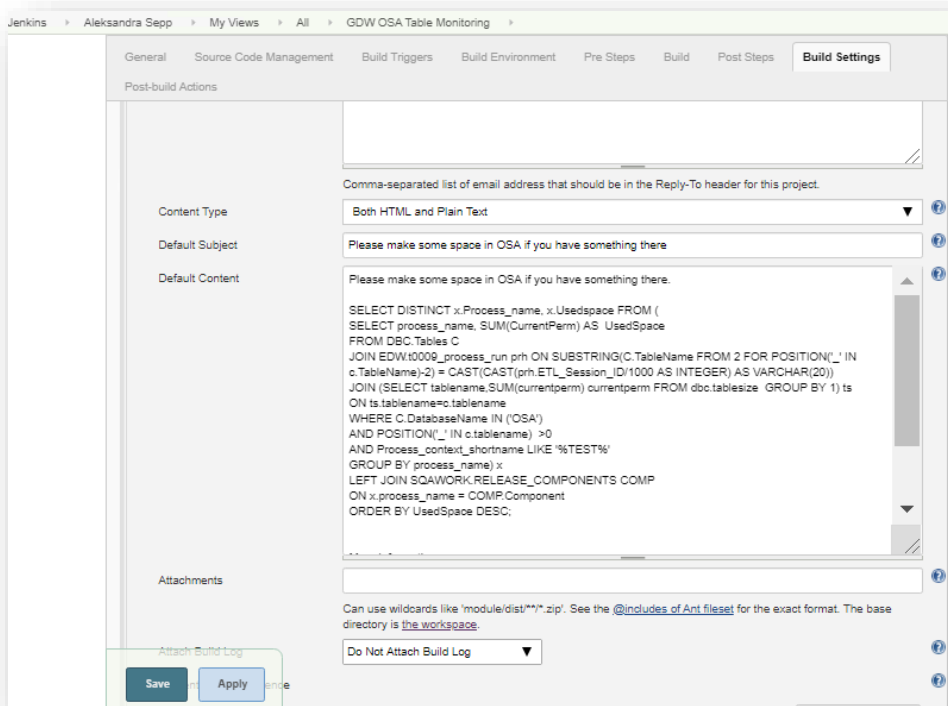 Jenkins Aleksandra Sepp My Views All GDW OSA Table Monitoring
General Source Code Management Build Triggers Build Environment Pre Steps Build Post Steps Build Settings
Post-build Actions
Comma-separated list of email address that should be in the Reply-To header for this project.
Content Type Both HTML and Plain Text
Default Subject Please make some space in OSA if you have something there
Default Content Please make some space in OSA if you have something there.
SELECT DISTINCT x.Process_name, x.Usedspace FROM (
SELECT process_name, SUM(CurrentPerm) AS UsedSpace
FROM DBC.Tables C
JOIN EDW.t0009_process_run prh ON SUBSTRING(C.TableName FROM 2 FOR POSITION('_' IN
c.TableName)-2) = CAST(CAST(prh.ETL_Session_ID/1000 AS INTEGER) AS VARCHAR(20))
JOIN (SELECT tablename,SUM(currentperm) currentperm FROM dbc.tablesize GROUP BY 1) ts
ON ts.tablename=c.tablename
WHERE C.DatabaseName IN ('OSA')
AND POSITION('_' IN c.tablename) >0
AND Process_context_shortname LIKE '%TEST%'
GROUP BY process_name) x
LEFT JOIN SQAWORK.RELEASE_COMPONENTS COMP
ON x.process_name = COMP.Component
ORDER BY UsedSpace DESC;
Attachments
Can use wildcards like 'module/dist/**/*.zip'. See the @includes of Ant fileset for the exact format. The base
directory is the workspace.
Attach Build Log Do Not Attach Build Log
Save Apply